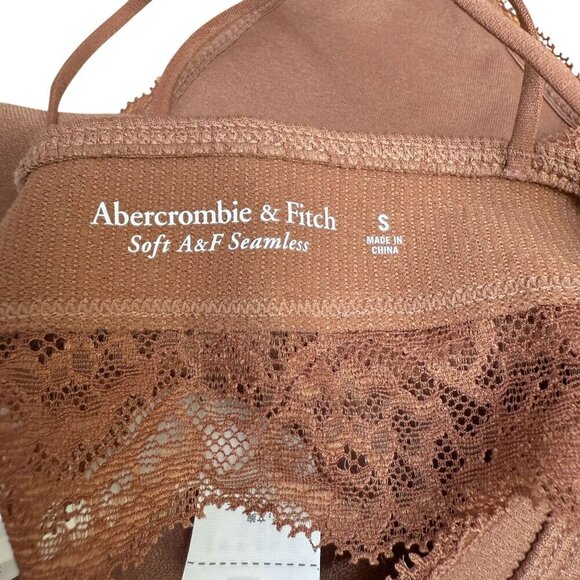 Abercrombie & Fitch
Soft A&F Seamless
S
MADE IN
CHINA